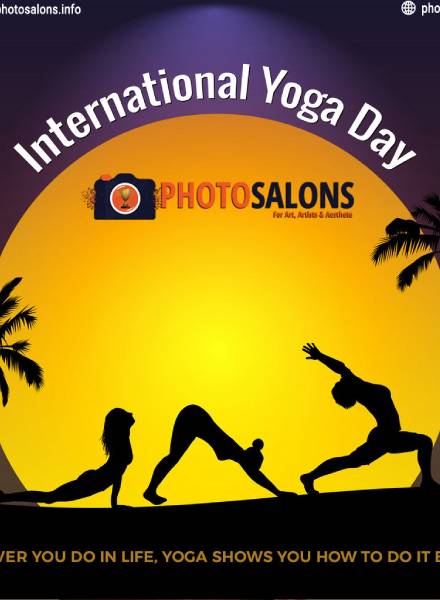 photosalons.info
pho
International Yoga Day
PHOTOSALONS
For Art, Artists & Aesthete
VER YOU DO IN LIFE, YOGA SHOWS YOU HOW TO DO IT